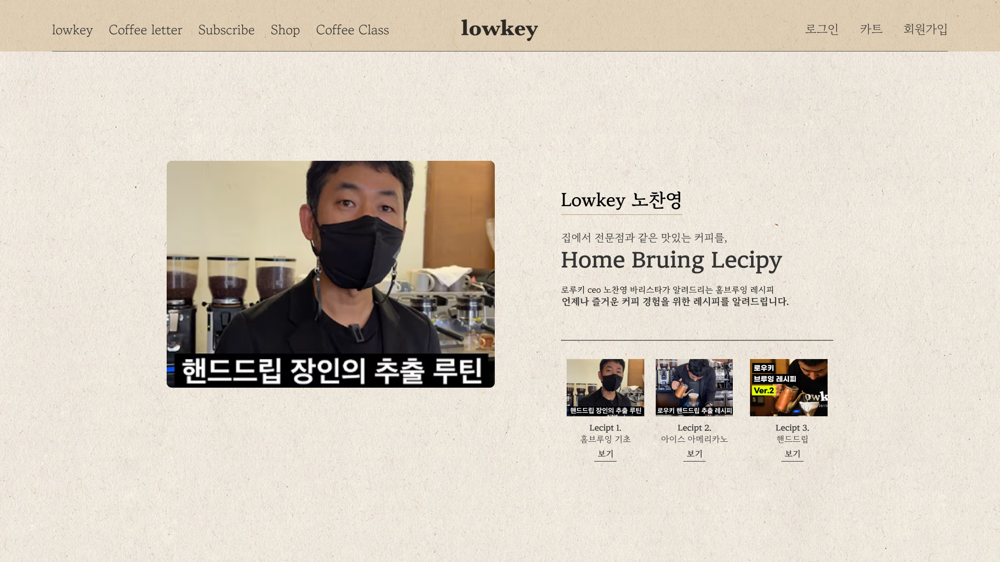 lowkey Coffee letter Subscribe Shop Coffee Class
lowkey
로그인 카트 회원가입
핸드드립 장인의 추출 루틴
Lowkey 노찬영
집에서 전문점과 같은 맛있는 커피를,
Home Bruing Lecipy
로루키 ceo 노찬영 바리스타가 알려드리는 홈브루잉 레시피
언제나 즐거운 커피 경험을 위한 레시피를 알려드립니다.
핸드드립 장인의 추출 루틴
Lecipt 1.
홈브루잉 기초
보기
로우키 핸드드립 추출 레시피
Lecipt 2.
아이스 아메리카노
보기
로우키
브루잉 레시피
Ver.2
owk
2010
Lecipt 3.
핸드드립
보기